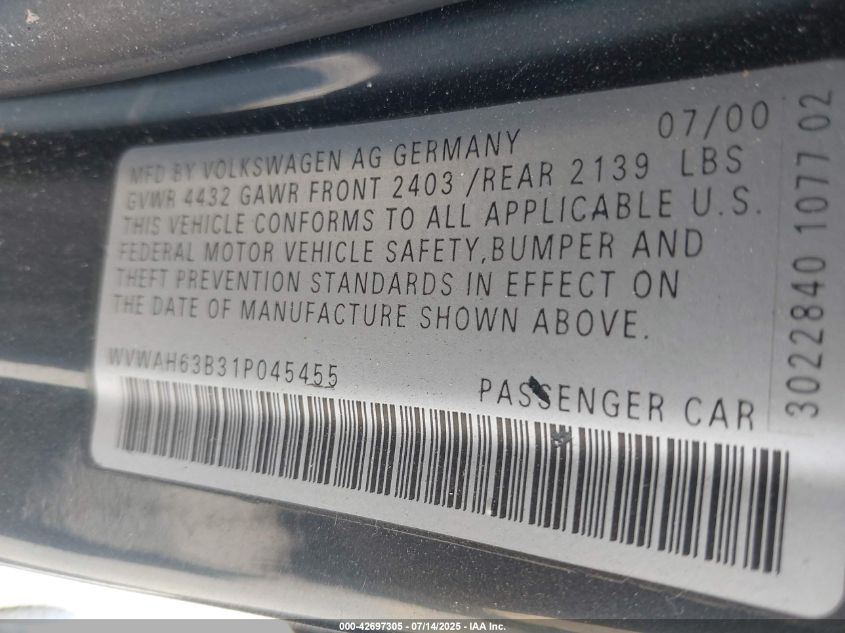 07/00
MFD BY VOLKSWAGEN AG GERMANY
GVWR 4432 GAWR FRONT 2403 /REAR 2139 LBS
THIS VEHICLE CONFORMS TO ALL APPLICABLE U.S.
FEDERAL MOTOR VEHICLE SAFETY,BUMPER AND
THEFT PREVENTION STANDARDS IN EFFECT ON
THE DATE OF MANUFACTURE SHOWN ABOVE.
WVWAH63B31P045455
PASSENGER CAR
3022840 1077 02
000-42697305 - 07/14/2025 - IAA Inc.